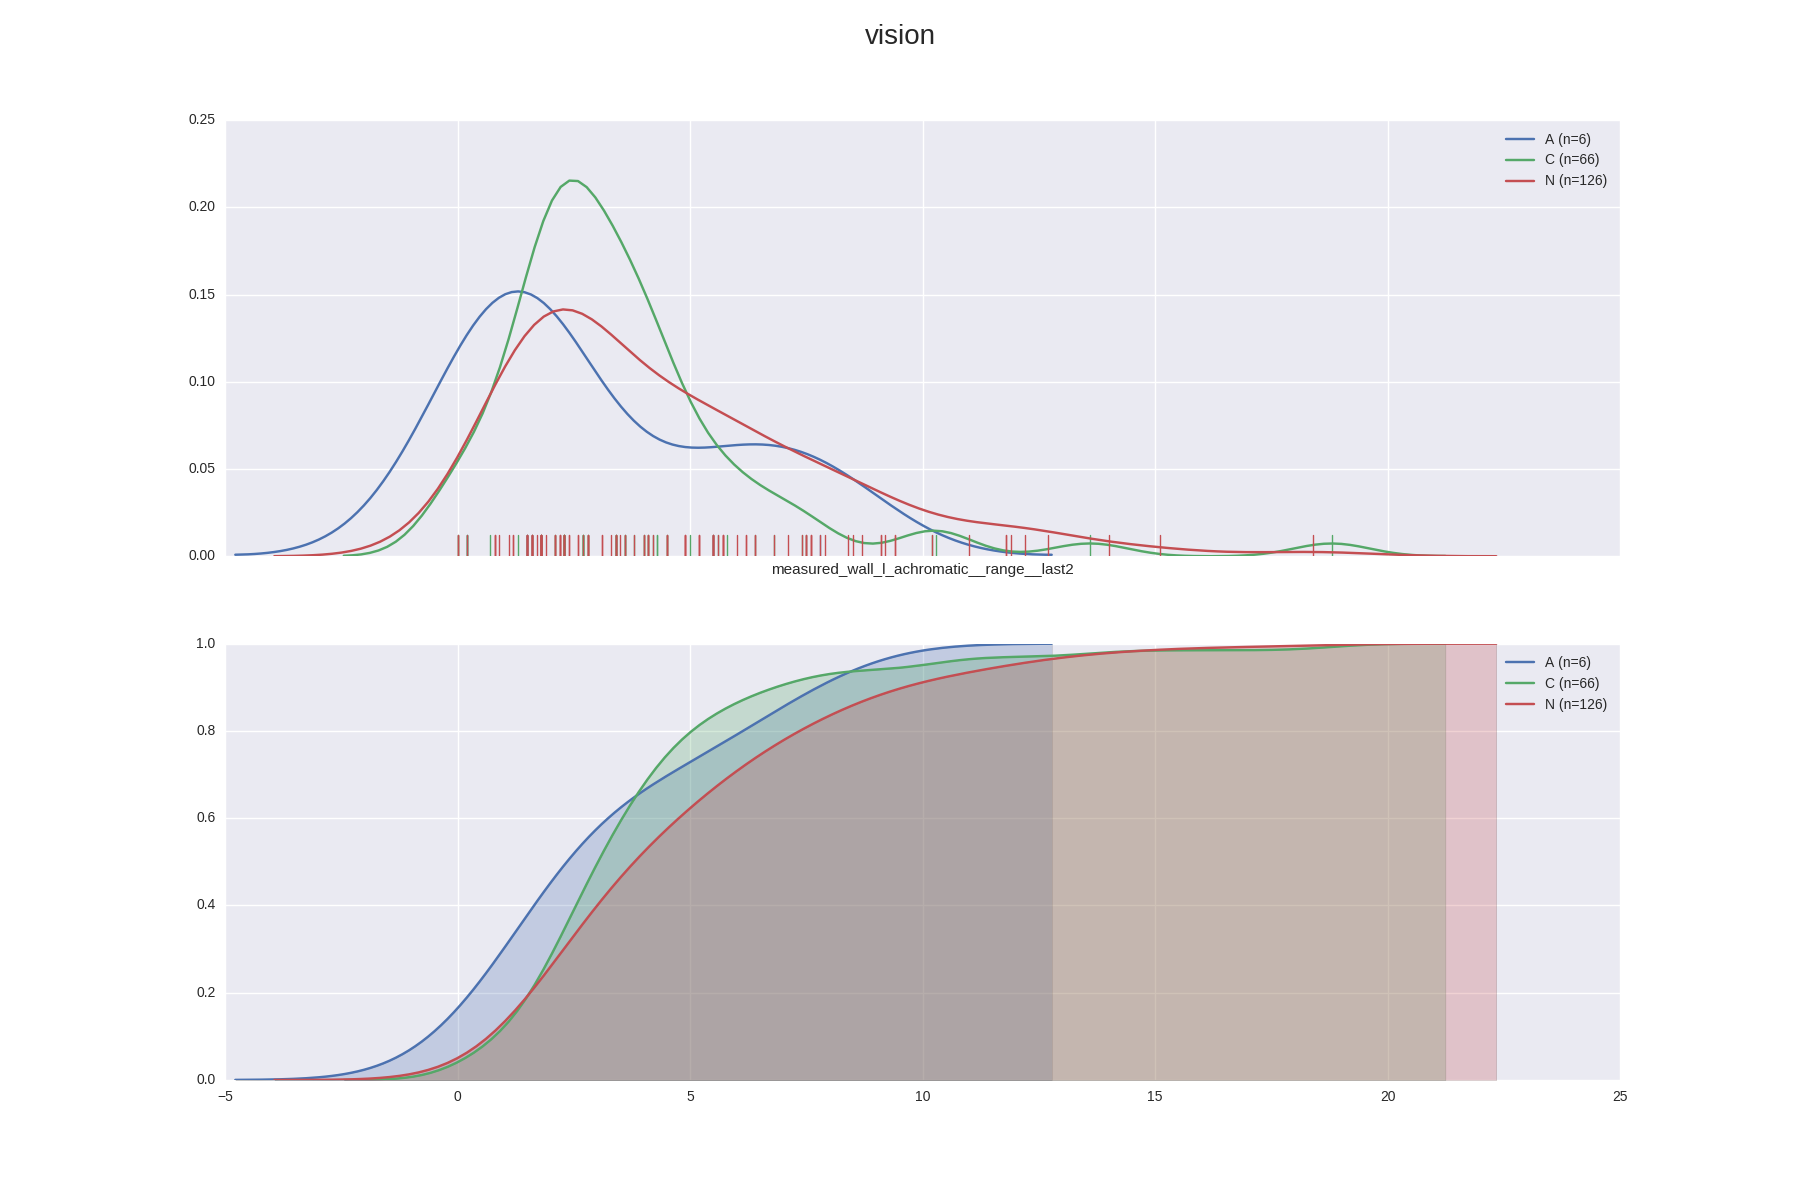 vision
0.25
0.20
0.15
0.10
0.05
0.00
A (n=6)
C (n=66)
N (n=126)
measured_wall_l_achromatic__range__last2
1.0
0.8
0.6
0.4
0.2
0.0
A (n=6)
C (n=66)
N (n=126)
−5 0 5 10 15 20 25